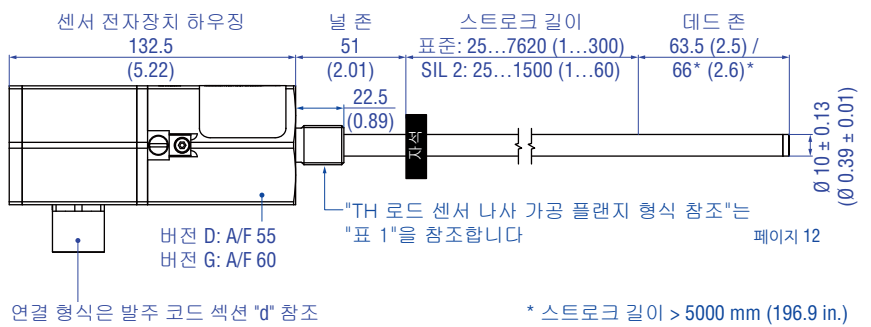 센서 전자장치 하우징
132.5
(5.22)
널 존
51
(2.01)
스트로크 길이
표준: 25…7620 (1…300)
SIL 2: 25…1500 (1…60)
데드 존
63.5 (2.5) /
66* (2.6)*
22.5
(0.89)
자석
Ø 10 ± 0.13
(Ø 0.39 ± 0.01)
"TH 로드 센서 나사 가공 플랜지 형식 참조"는
"표 1"을 참조합니다
페이지 12
버전 D: A/F 55
버전 G: A/F 60
연결 형식은 발주 코드 섹션 "d" 참조
* 스트로크 길이 > 5000 mm (196.9 in.)